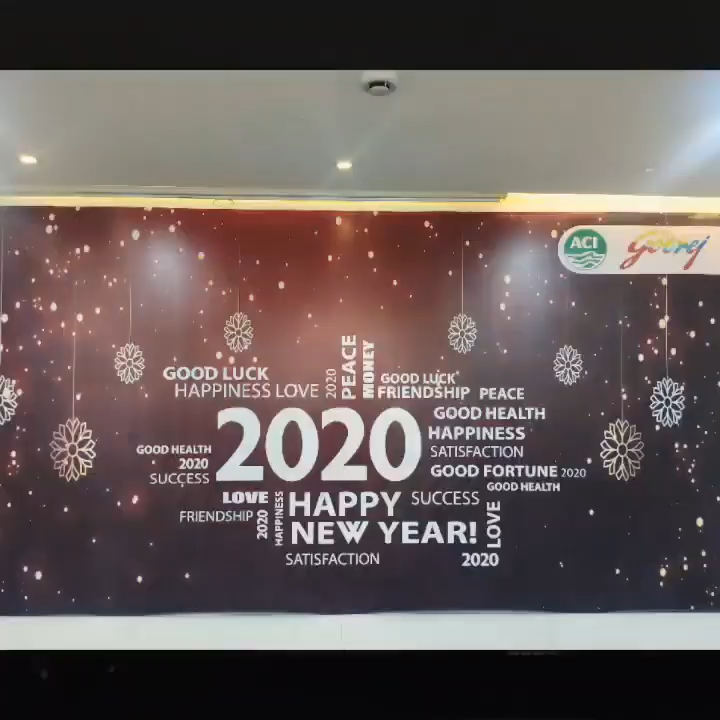 ACI
Godrej
PEACE
MONEY
2020
GOOD LUCK
GOOD LUCK
HAPPINESS LOVE
FRIENDSHIP PEACE
2020
GOOD HEALTH
HAPPINESS
SATISFACTION
GOOD FORTUNE 2020
GOOD HEALTH
GOOD HEALTH
2020
SUCCESS
LOVE
FRIENDSHIP
2020
HAPPINESS
HAPPY
SUCCESS
LOVE
NEW YEAR!
SATISFACTION
2020